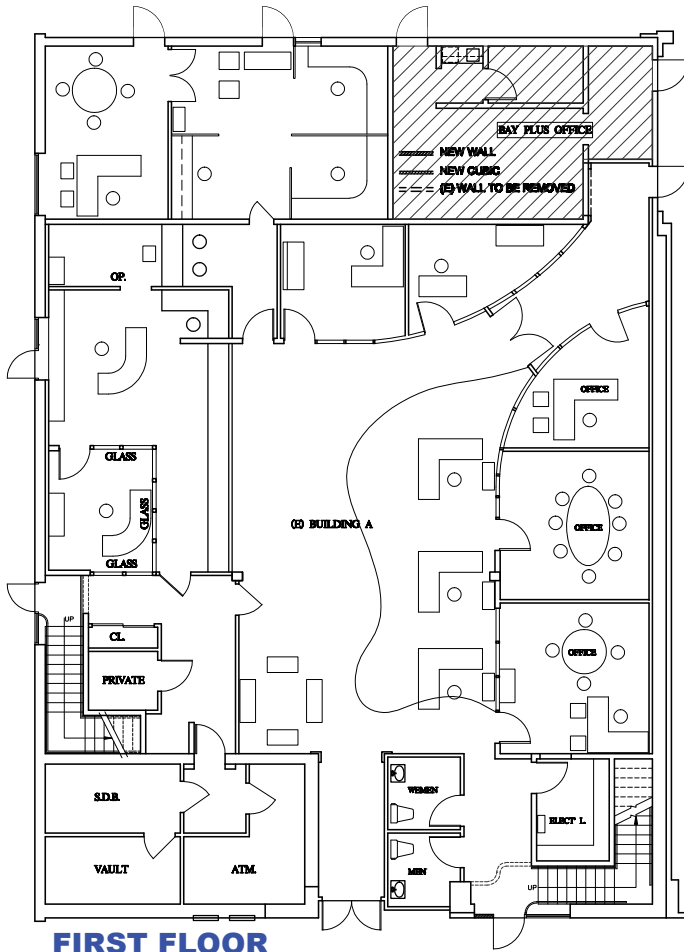 BAY PLUS OFFICE
NEW WALL
NEW CUBIC
(E) WALL TO BE REMOVED
OP.
OFFICE
GLASS
GLASS
(E) BUILDING A
OFFICE
GLASS
UP
CL.
OFFICE
PRIVATE
S.D.B.
WEMEN
ELECT L.
VAULT
ATM.
MEN
UP
FIRST FLOOR